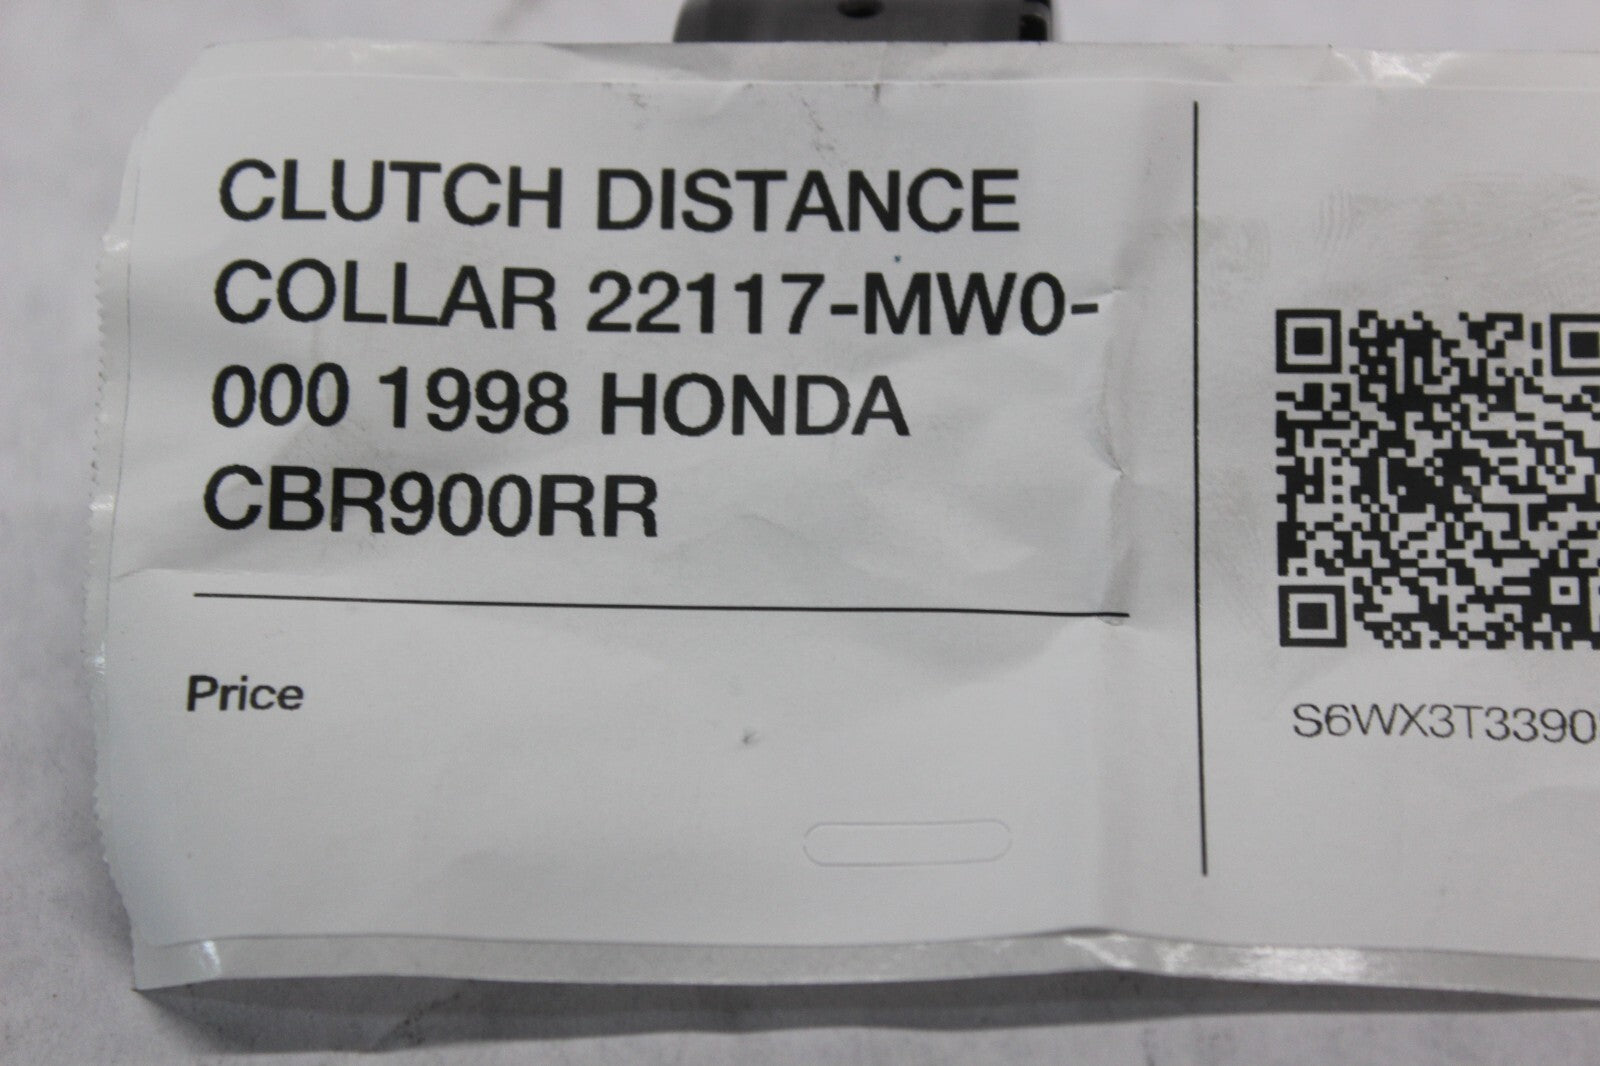 CLUTCH DISTANCE
COLLAR 22117-MW0-
000 1998 HONDA
CBR900RR
Price
S6WX3T3390